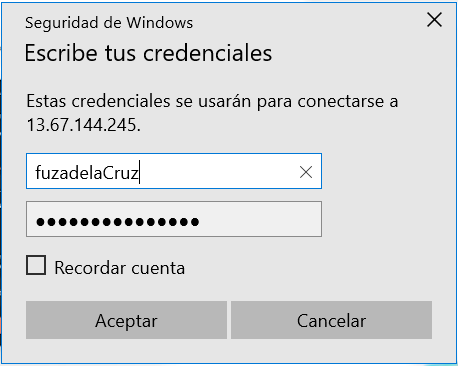 Seguridad de Windows
Escribe tus credenciales
Estas credenciales se usarán para conectarse a
13.67.144.245.
fuzadelaCruz
●●●●●●●●●●●●●●●
Recordar cuenta
Aceptar
Cancelar